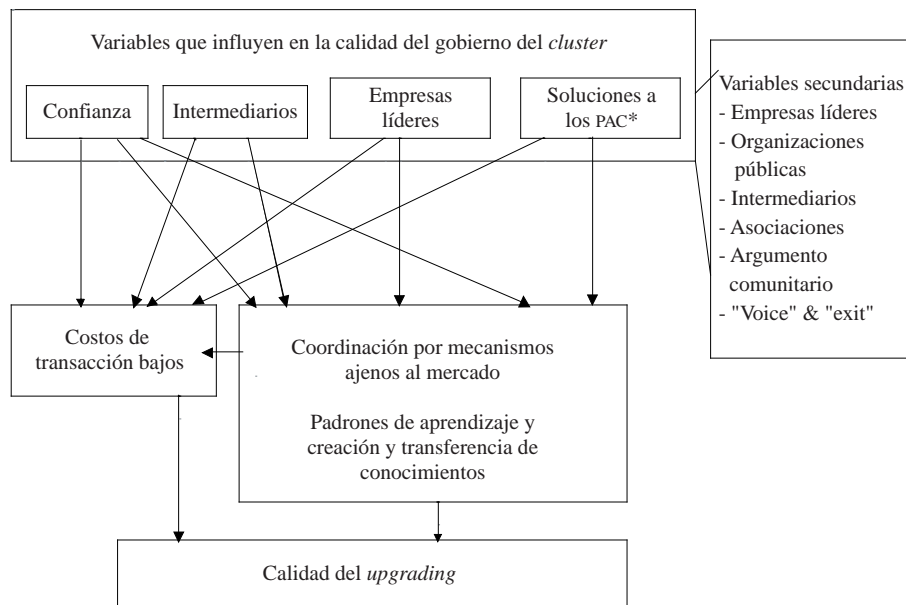 Variables que influyen en la calidad del gobierno del cluster
Confianza
Intermediarios
Empresas
líderes
Soluciones a
los PAC*
Variables secundarias
- Empresas líderes
- Organizaciones
públicas
- Intermediarios
- Asociaciones
- Argumento
comunitario
- "Voice" & "exit"
Costos de
transacción bajos
Coordinación por mecanismos
ajenos al mercado
Padrones de aprendizaje y
creación y transferencia de
conocimientos
Calidad del upgrading